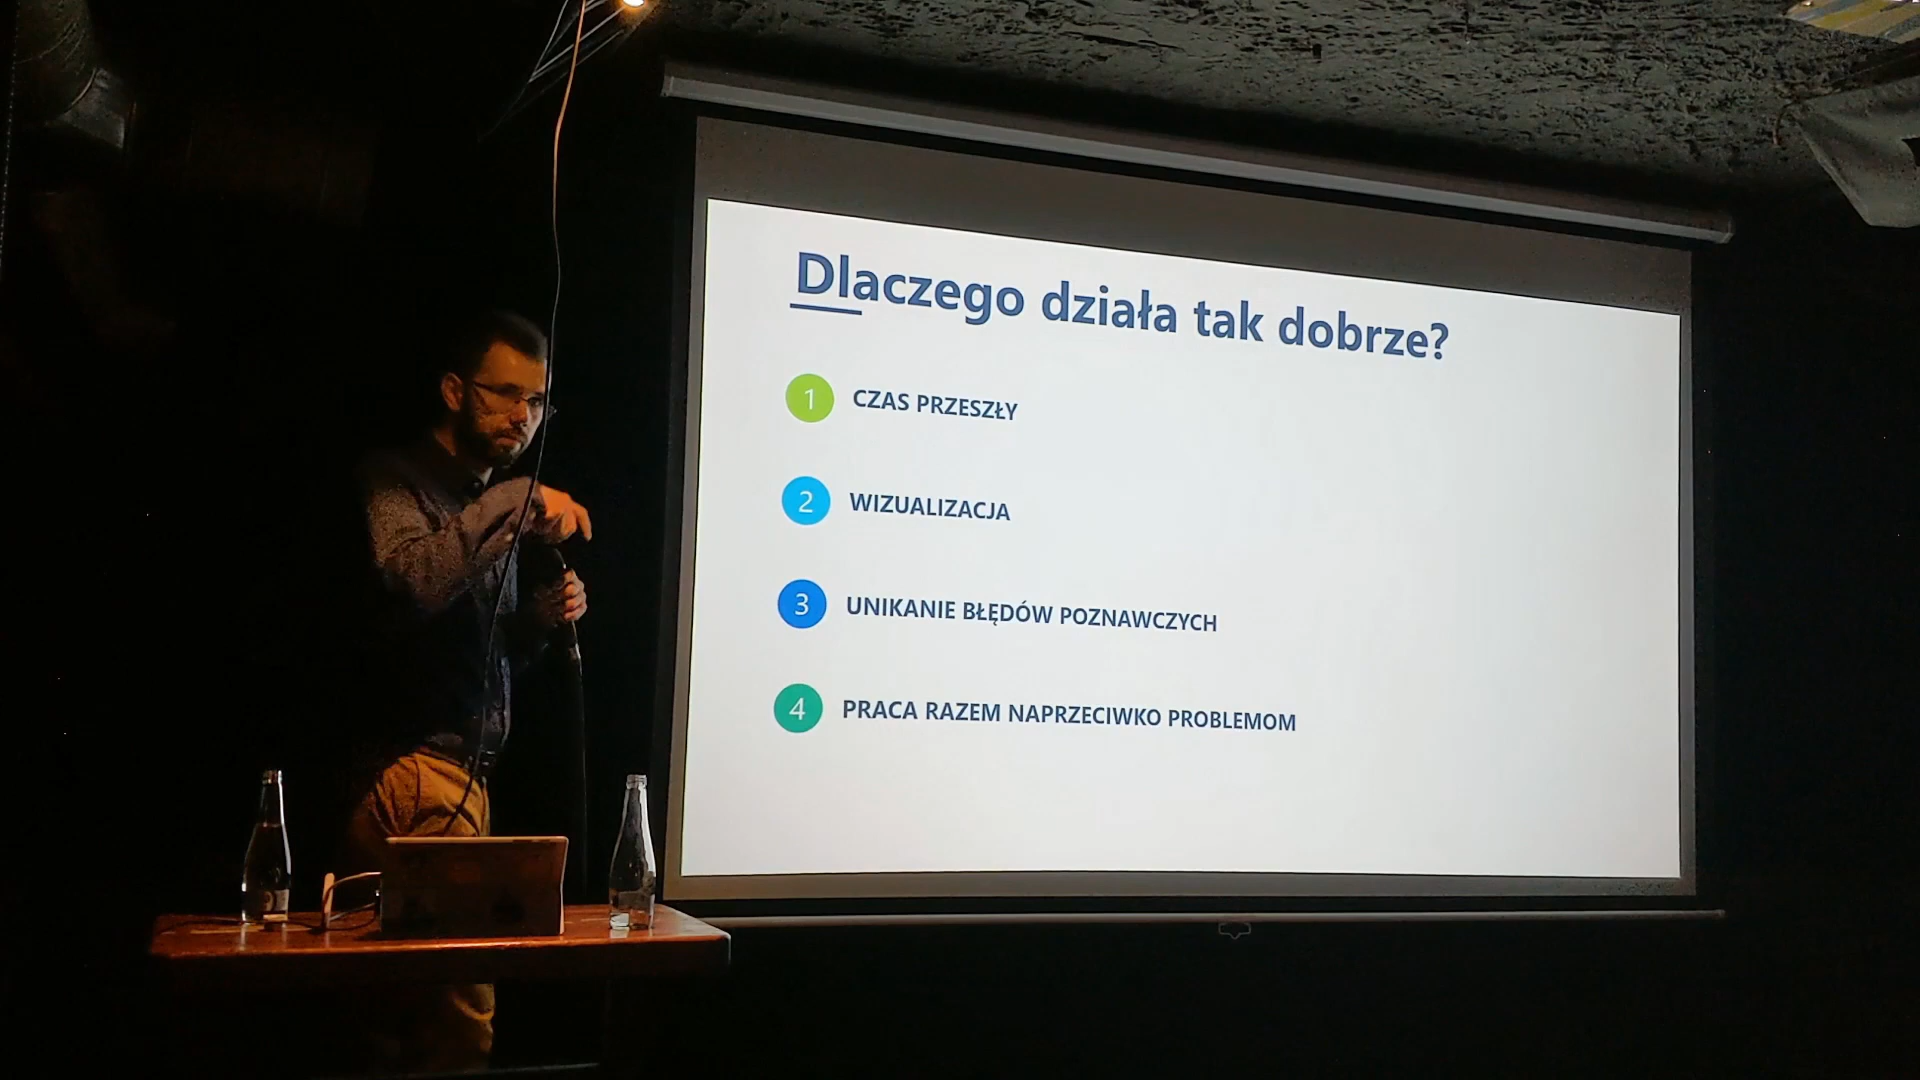 Dlaczego działa tak dobrze?
1 CZAS PRZESZŁY
2 WIZUALIZACJA
3 UNIKANIE BŁĘDÓW POZNAWCZYCH
4 PRACA RAZEM NAPRZECIWKO PROBLEMOM